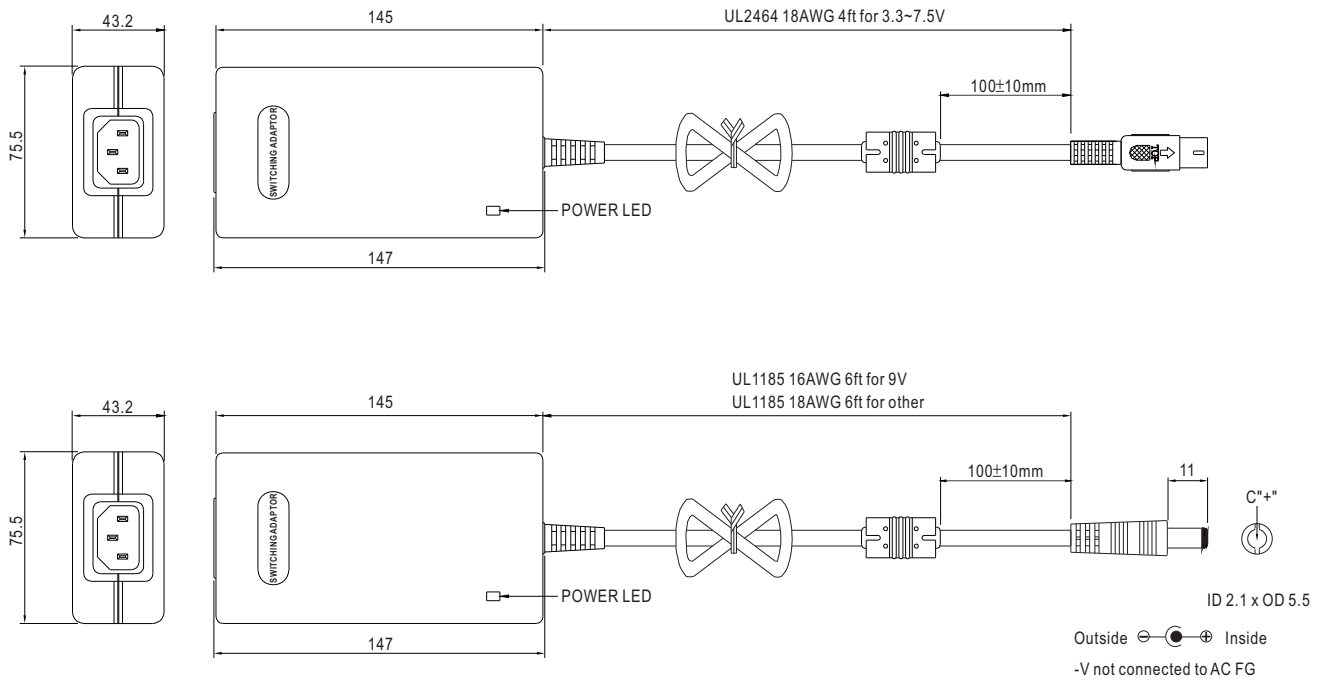 43.2
145
UL2464 18AWG 4ft for 3.3~7.5V
100±10mm
75.5
SWITCHING ADAPTOR
POWER LED
147
UL1185 16AWG 6ft for 9V
UL1185 18AWG 6ft for other
43.2
145
100±10mm
11
C"+"
75.5
SWITCHING ADAPTOR
POWER LED
147
ID 2.1 x OD 5.5
Outside ⊖ ⊕ Inside
-V not connected to AC FG